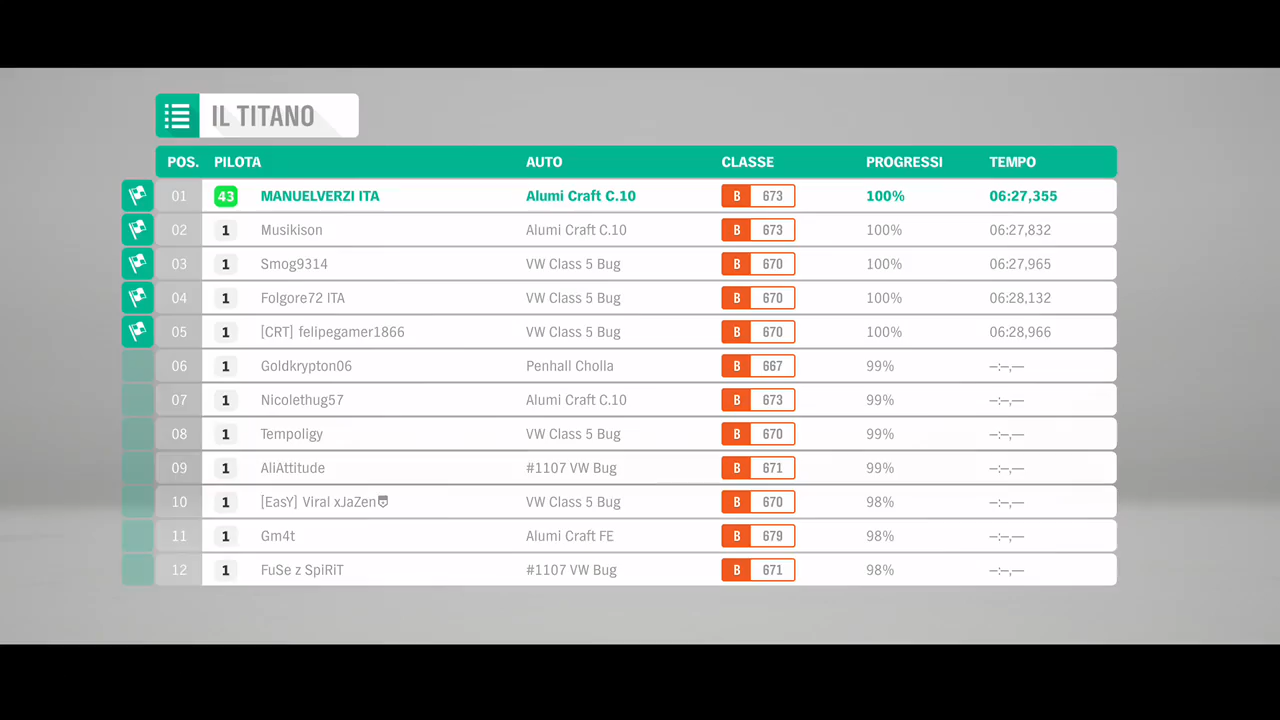 IL TITANO
POS. PILOTA AUTO CLASSE PROGRESSI TEMPO
01 43 MANUELVERZI ITA Alumi Craft C.10 B 673 100% 06:27,355
02 1 Musikison Alumi Craft C.10 B 673 100% 06:27,832
03 1 Smog9314 VW Class 5 Bug B 670 100% 06:27,965
04 1 Folgore72 ITA VW Class 5 Bug B 670 100% 06:28,132
05 1 [CRT] felipegamer1866 VW Class 5 Bug B 670 100% 06:28,966
06 1 Goldkrypton06 Penhall Cholla B 667 99% –:–,––
07 1 Nicolethug57 Alumi Craft C.10 B 673 99% –:–,––
08 1 Tempoligy VW Class 5 Bug B 670 99% –:–,––
09 1 AliAttitude #1107 VW Bug B 671 99% –:–,––
10 1 [EasY] Viral xJaZen VW Class 5 Bug B 670 98% –:–,––
11 1 Gm4t Alumi Craft FE B 679 98% –:–,––
12 1 FuSe z SpiRiT #1107 VW Bug B 671 98% –:–,––